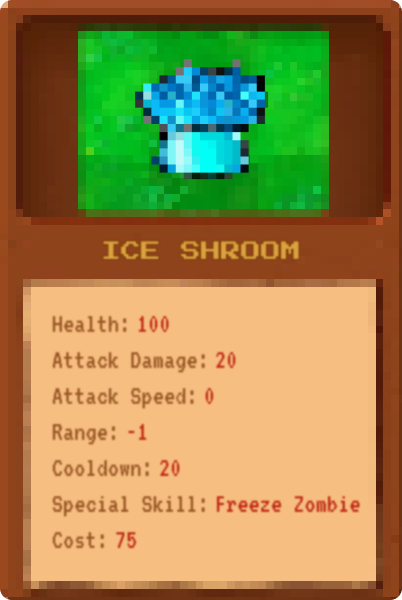 ICE SHROOM
Health: 100
Attack Damage: 20
Attack Speed: 0
Range: -1
Cooldown: 20
Special Skill: Freeze Zombie
Cost: 75